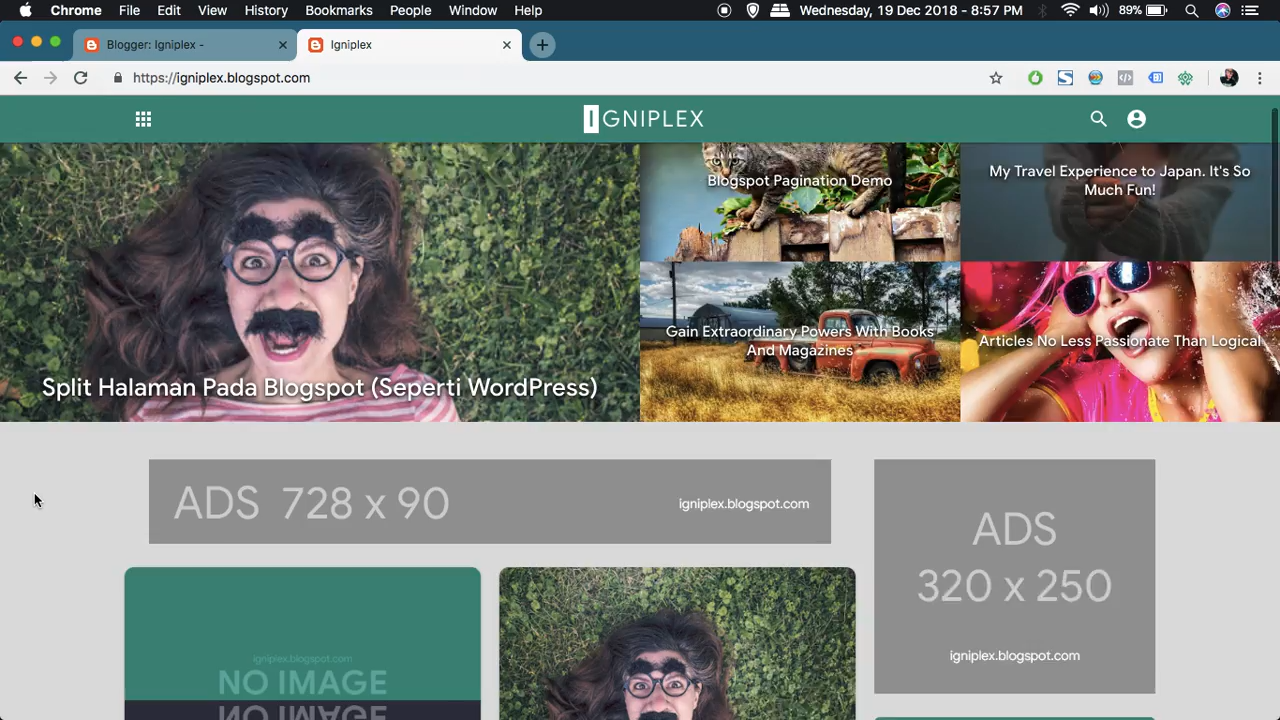 Chrome File Edit View History Bookmarks People Window Help Wednesday, 19 Dec 2018 - 8:57 PM 89%
Blogger: Igniplex - Igniplex
https://igniplex.blogspot.com
IGNIPLEX
Split Halaman Pada Blogspot (Seperti WordPress)
Blogspot Pagination Demo
My Travel Experience to Japan. It's So
Much Fun!
Gain Extraordinary Powers With Books
And Magazines
Articles No Less Passionate Than Logical
ADS 728 x 90 igniplex.blogspot.com
ADS
320 x 250
igniplex.blogspot.com
igniplex.blogspot.com
NO IMAGE
NO IMAGE